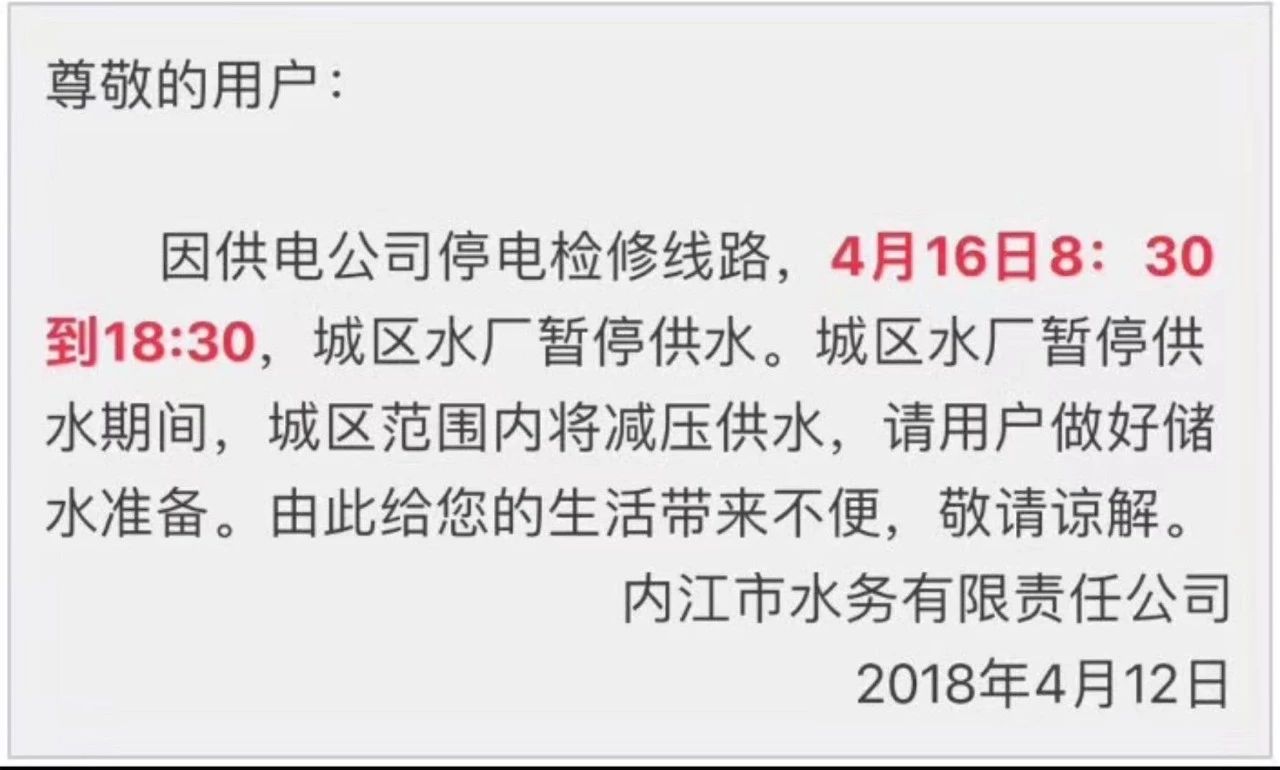 尊敬的用户：
因供电公司停电检修线路，4月16日8：30
到18:30，城区水厂暂停供水。城区水厂暂停供
水期间，城区范围内将减压供水，请用户做好储
水准备。由此给您的生活带来不便，敬请谅解。
内江市水务有限责任公司
2018年4月12日